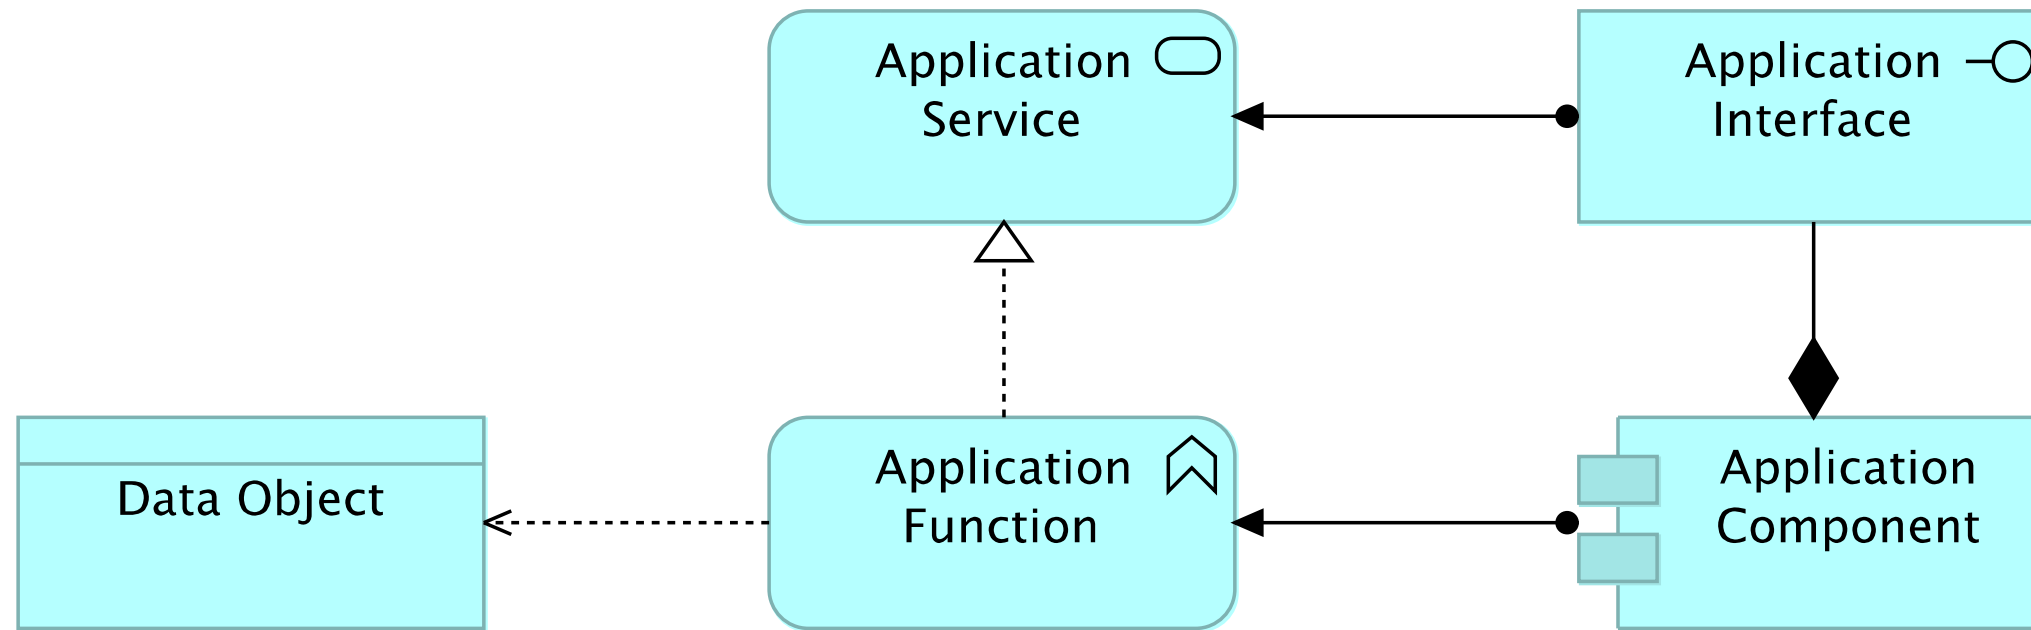 Application
Service
Application
Interface
Data Object
Application
Function
Application
Component